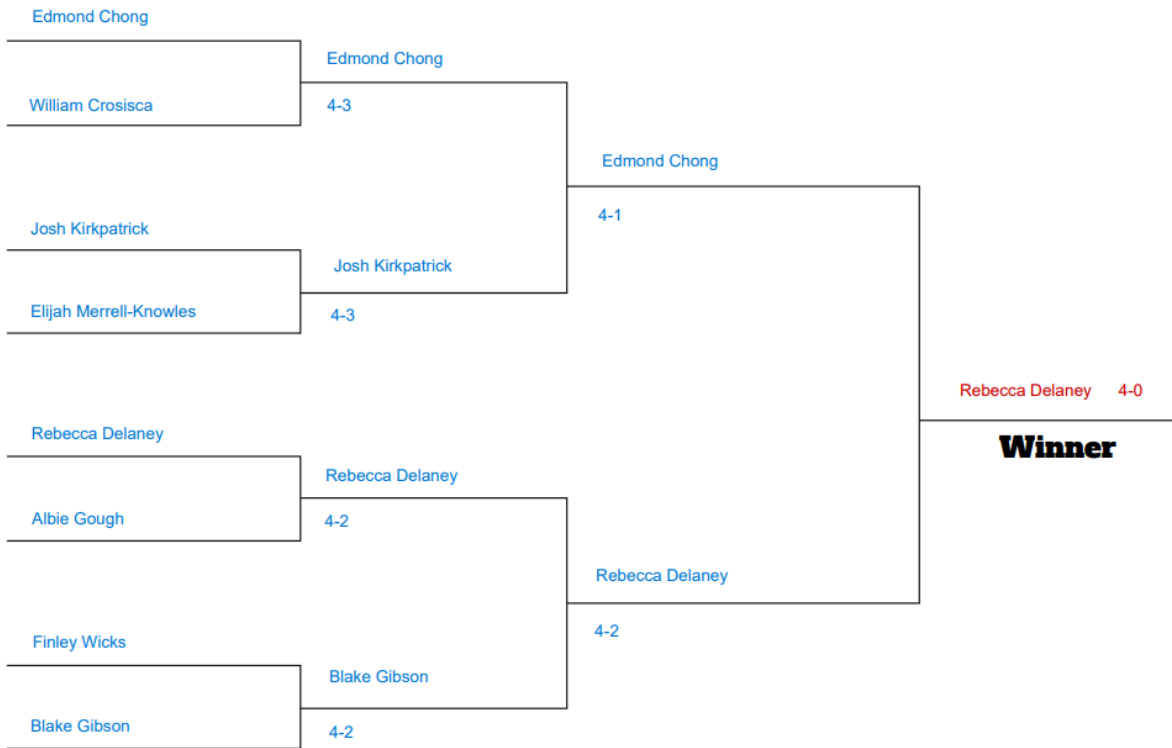 Edmond Chong
William Crosisca
Josh Kirkpatrick
Elijah Merrell-Knowles
Rebecca Delaney
Albie Gough
Finley Wicks
Blake Gibson
Edmond Chong
4-3
Josh Kirkpatrick
4-3
Rebecca Delaney
4-2
Blake Gibson
4-2
Edmond Chong
4-1
Rebecca Delaney
4-2
Rebecca Delaney 4-0
Winner